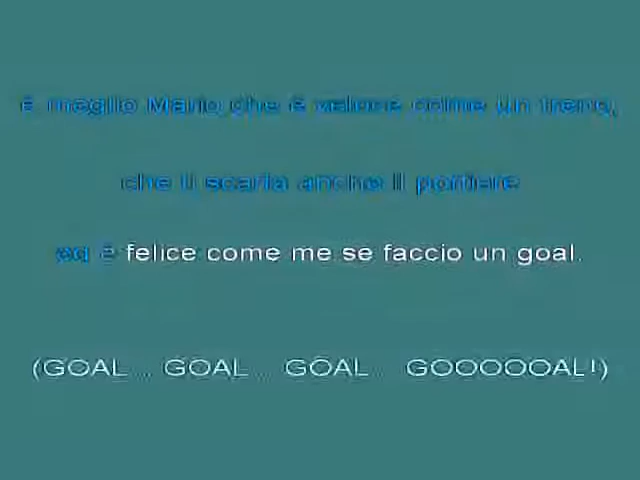 è meglio Mario che è veloce come un treno,
che ti scarta anche il portiere
ed è felice come me se faccio un goal.
(GOAL... GOAL... GOAL... GOOOOOAL!)